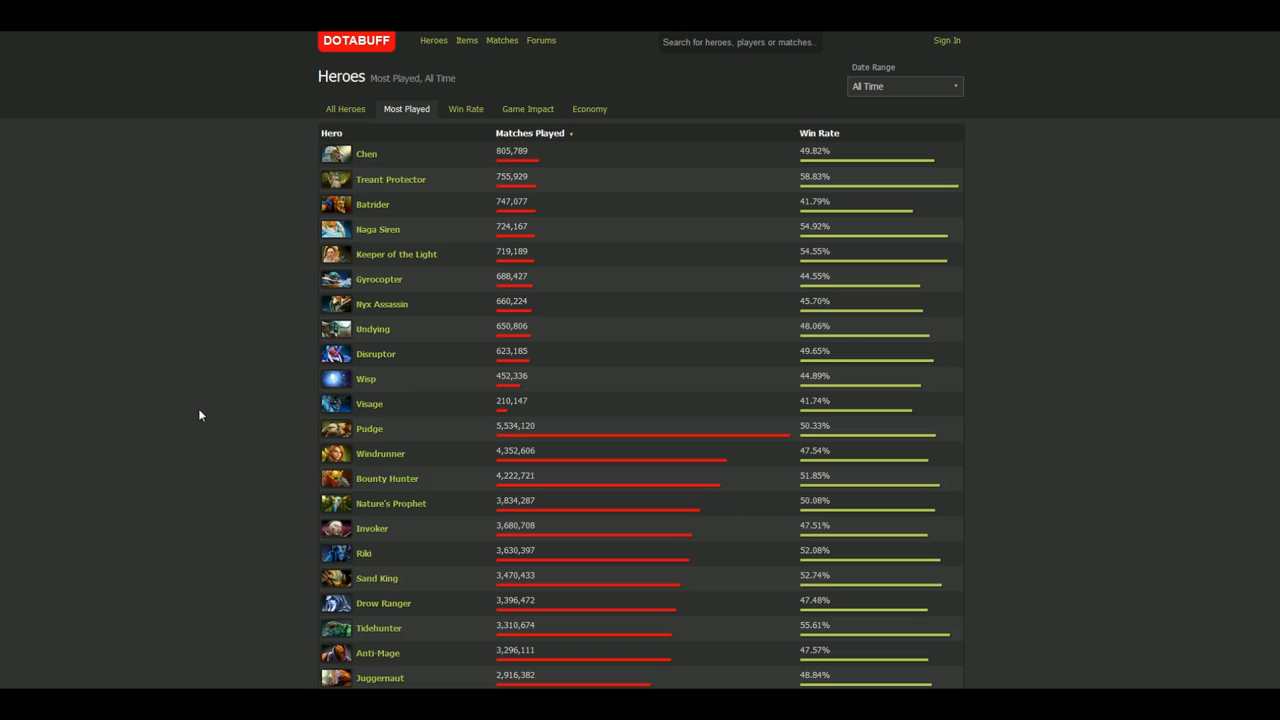 DOTABUFF Heroes Items Matches Forums Search for heroes, players or matches.. Sign In
Date Range
Heroes Most Played, All Time
All Time
All Heroes Most Played Win Rate Game Impact Economy
Hero Matches Played Win Rate
Chen 805,789 49.82%
Treant Protector 755,929 58.83%
Batrider 747,077 41.79%
Naga Siren 724,167 54.92%
Keeper of the Light 719,189 54.55%
Gyrocopter 688,427 44.55%
Nyx Assassin 660,224 45.70%
Undying 650,806 48.06%
Disruptor 623,185 49.65%
Wisp 452,336 44.89%
Visage 210,147 41.74%
Pudge 5,534,120 50.33%
Windrunner 4,352,606 47.54%
Bounty Hunter 4,222,721 51.85%
Nature's Prophet 3,834,287 50.08%
Invoker 3,680,708 47.51%
Riki 3,630,397 52.08%
Sand King 3,470,433 52.74%
Drow Ranger 3,396,472 47.48%
Tidehunter 3,310,674 55.61%
Anti-Mage 3,296,111 47.57%
Juggernaut 2,916,382 48.84%